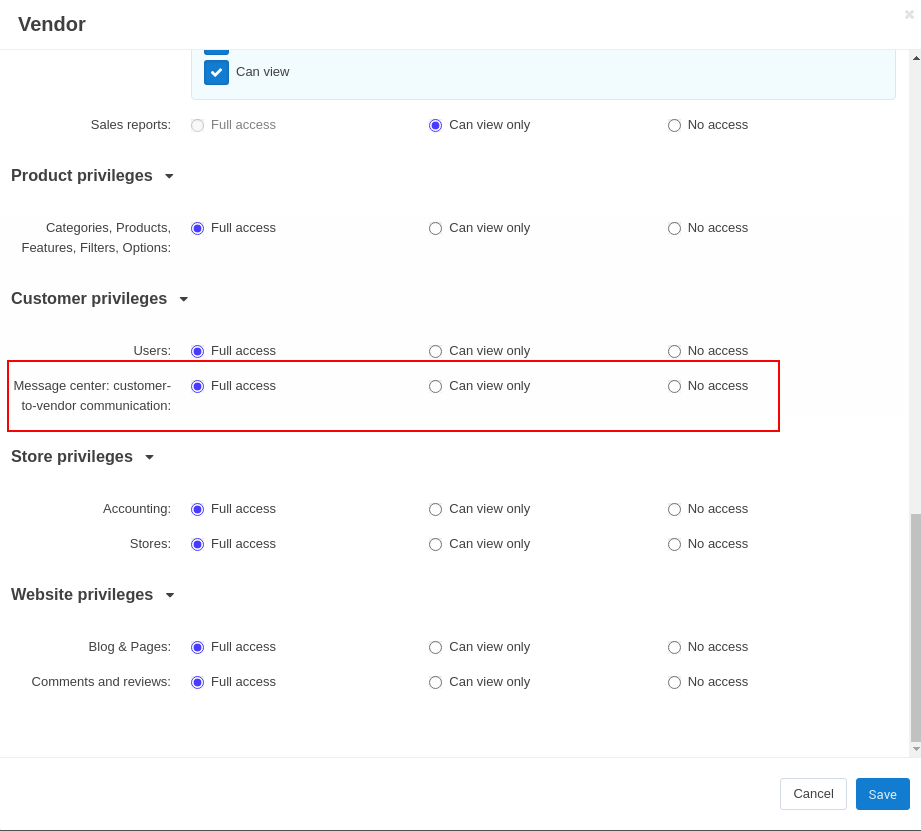 Vendor
Can view
Sales reports: Full access Can view only No access
Product privileges
Categories, Products, Full access Can view only No access
Features, Filters, Options:
Customer privileges
Users: Full access Can view only No access
Message center: customer- Full access Can view only No access
to-vendor communication:
Store privileges
Accounting: Full access Can view only No access
Stores: Full access Can view only No access
Website privileges
Blog & Pages: Full access Can view only No access
Comments and reviews: Full access Can view only No access
Cancel Save